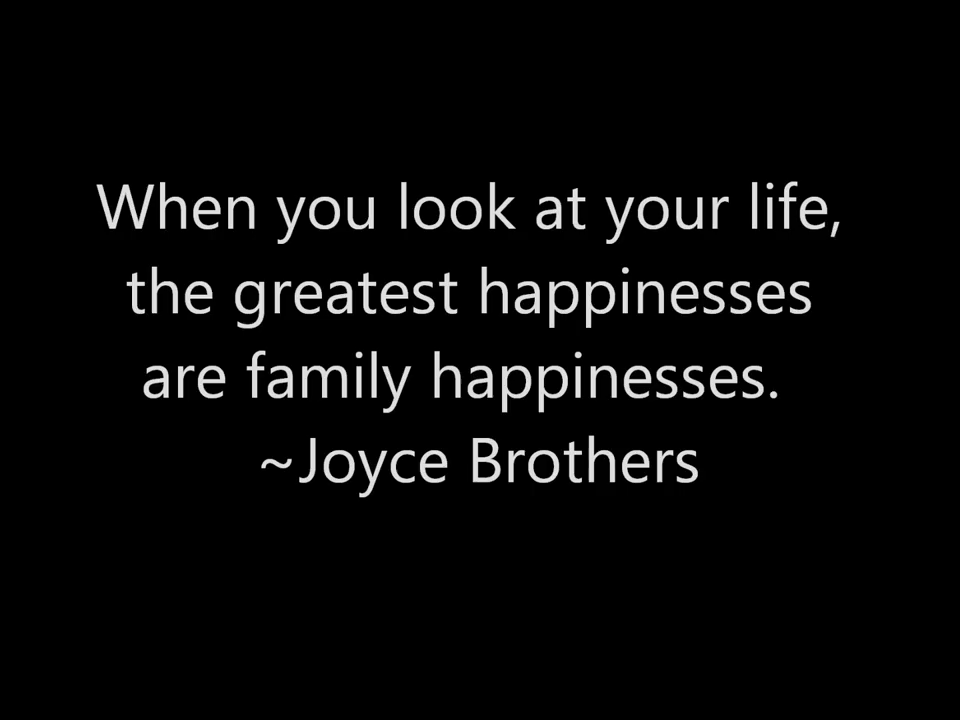 When you look at your life,
the greatest happinesses
are family happinesses.
~Joyce Brothers